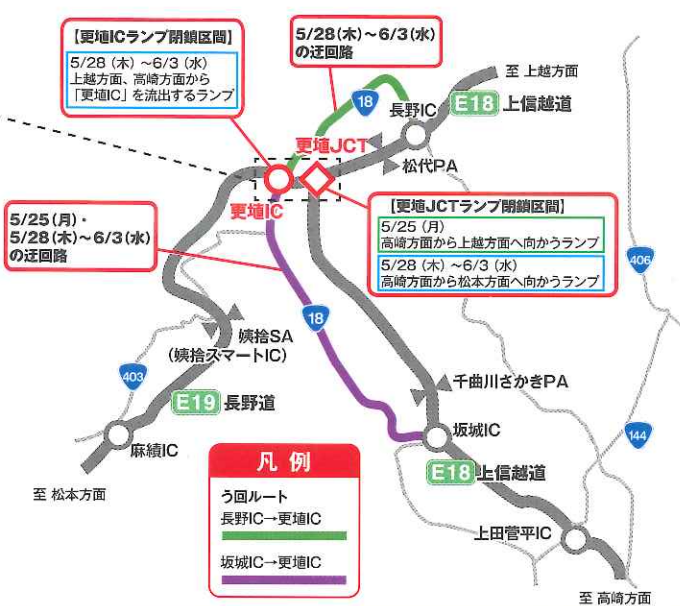 【更埴ICランプ閉鎖区間】
5/28（木）～6/3（水）
上越方面、高崎方面から
「更埴IC」を流出するランプ
5/28（木）～6/3（水）
の迂回路
至 上越方面
18
長野IC
E18 上信越道
更埴JCT
松代PA
更埴IC
【更埴JCTランプ閉鎖区間】
5/25（月）
高崎方面から上越方面へ向かうランプ
5/28（木）～6/3（水）
高崎方面から松本方面へ向かうランプ
5/25（月）・
5/28（木）～6/3（水）
の迂回路
406
18
姨捨SA
（姨捨スマートIC）
403
千曲川さかきPA
E19 長野道
坂城IC
144
麻績IC
E18 上信越道
至 松本方面
凡 例
う回ルート
長野IC→更埴IC
坂城IC→更埴IC
上田菅平IC
至 高崎方面